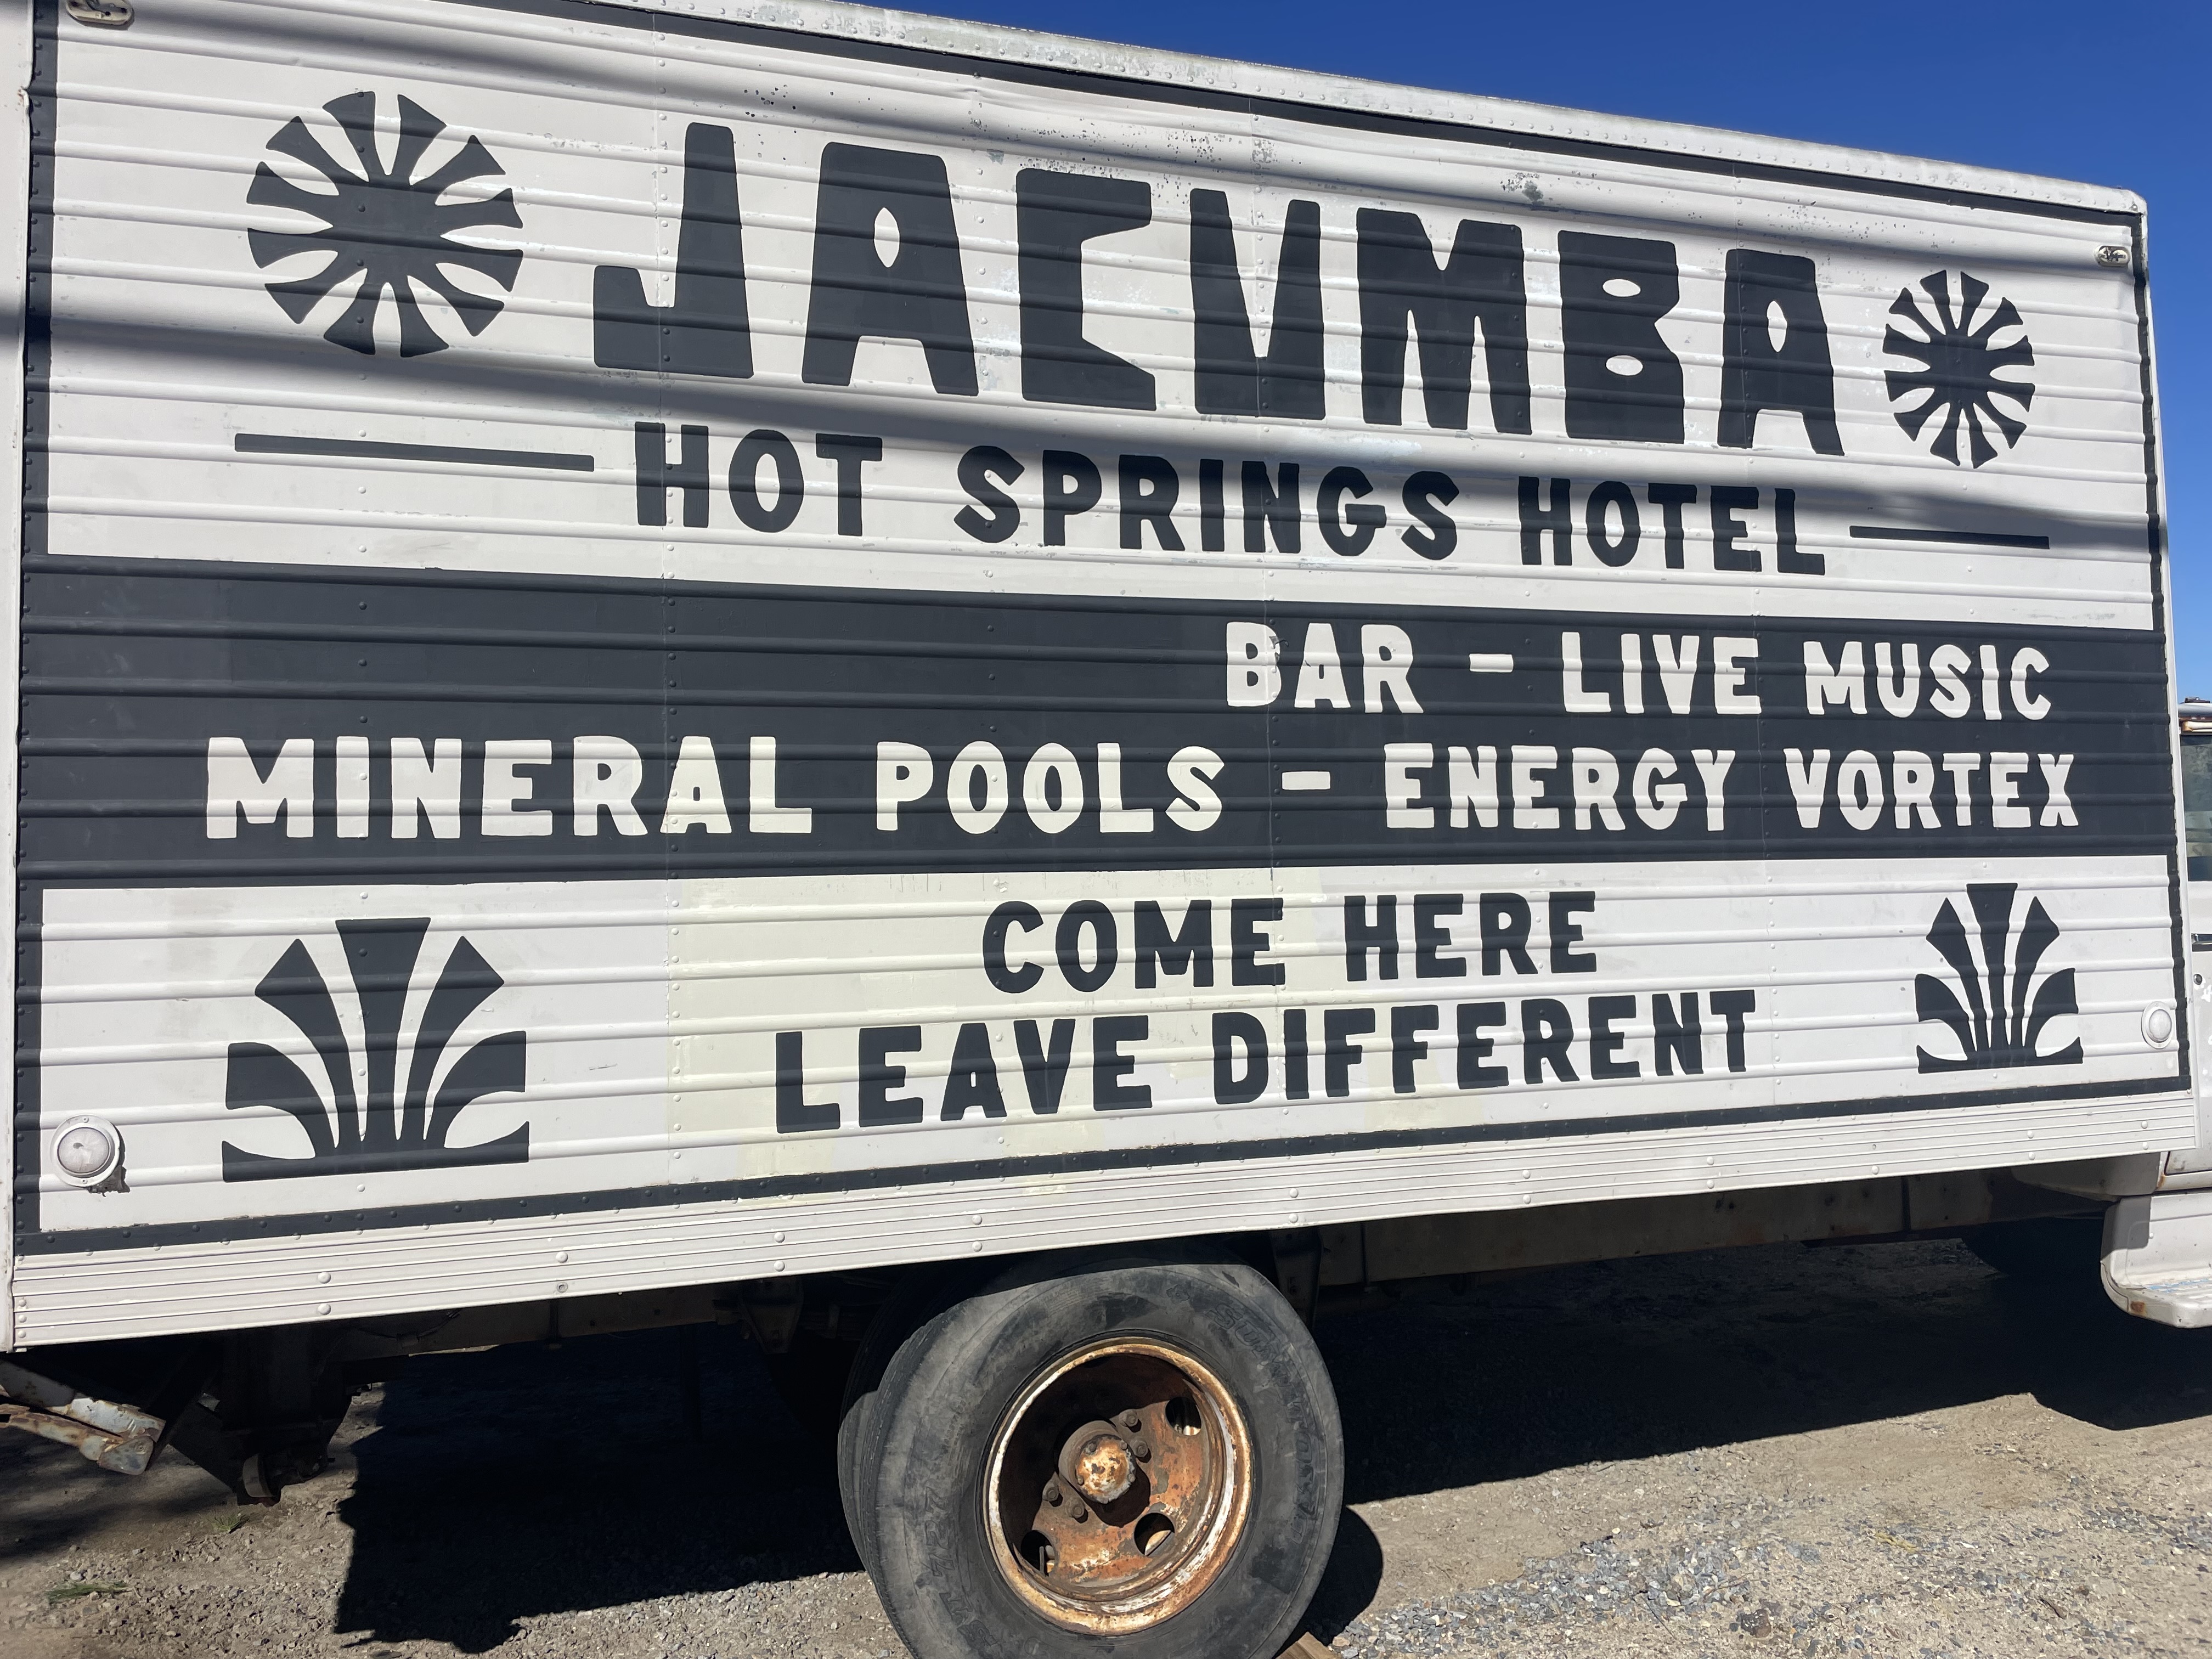 JACUMBA
HOT SPRINGS HOTEL
BAR - LIVE MUSIC
MINERAL POOLS - ENERGY VORTEX
COME HERE
LEAVE DIFFERENT